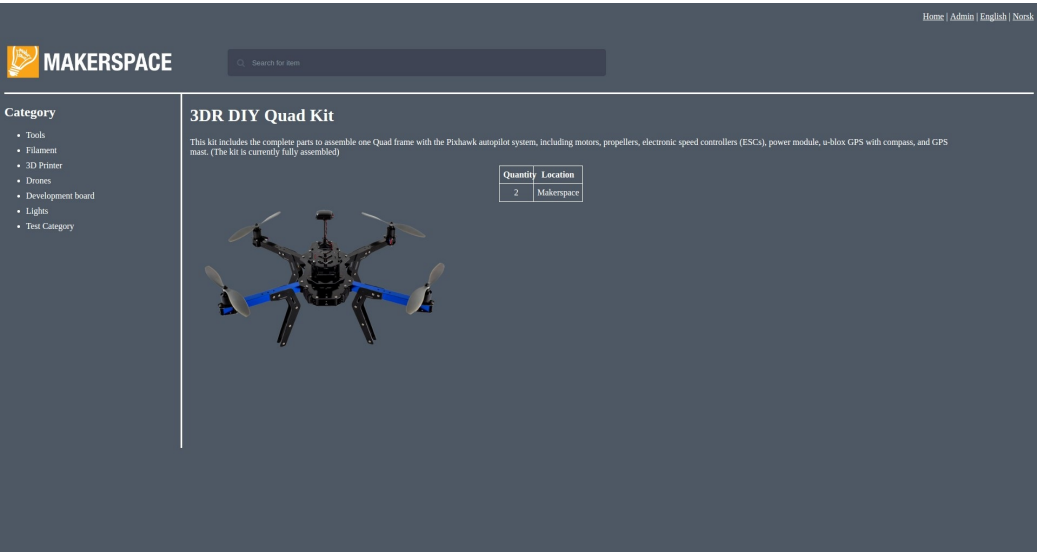 Home | Admin | English | Norsk
MAKERSPACE
Search for item
Category
Tools
Filament
3D Printer
Drones
Development board
Lights
Test Category
3DR DIY Quad Kit
This kit includes the complete parts to assemble one Quad frame with the Pixhawk autopilot system, including motors, propellers, electronic speed controllers (ESCs), power module, u-blox GPS with compass, and GPS
mast. (The kit is currently fully assembled)
Quantity Location
2 Makerspace